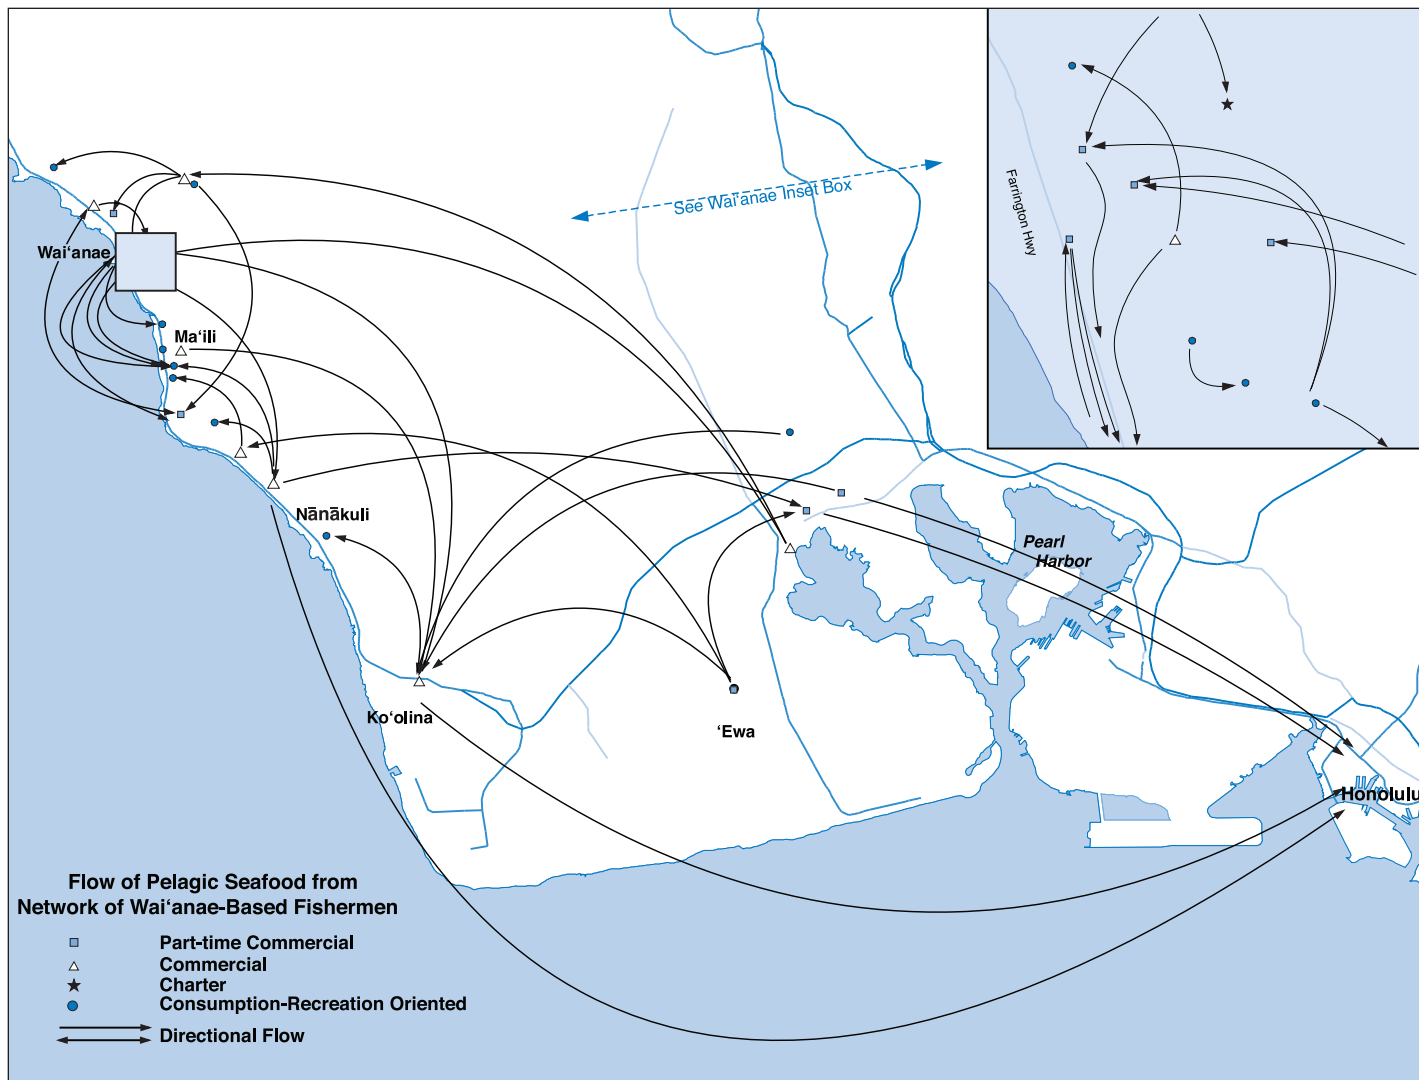 See Wai‘anae Inset Box
Farrington Hwy
Wai‘anae
Ma‘ili
Nānākuli
Pearl
Harbor
Ko‘olina
‘Ewa
Honolulu
Flow of Pelagic Seafood from
Network of Wai‘anae-Based Fishermen
Part-time Commercial
Commercial
Charter
Consumption-Recreation Oriented
Directional Flow